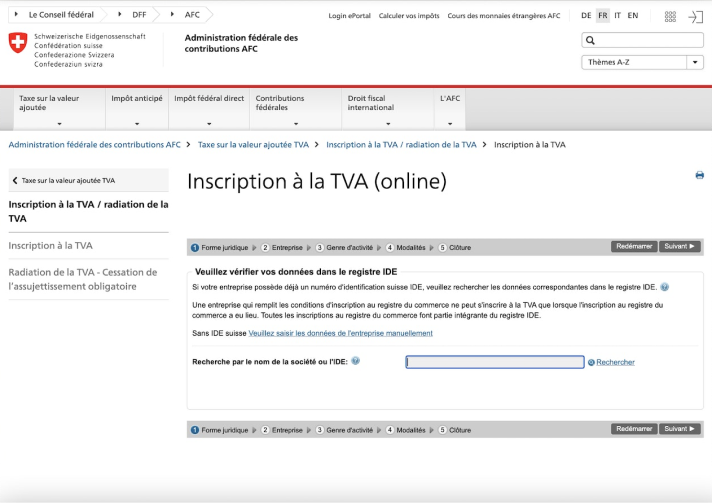 Le Conseil fédéral DFF AFC
Login ePortal Calculer vos impôts Cours des monnaies étrangères AFC DE FR IT EN
Schweizerische Eidgenossenschaft
Confédération suisse
Confederazione Svizzera
Confederaziun svizra
Administration fédérale des
contributions AFC
Thèmes A-Z
Taxe sur la valeur
ajoutée
Impôt anticipé
Impôt fédéral direct
Contributions
fédérales
Droit fiscal
international
L'AFC
Administration fédérale des contributions AFC > Taxe sur la valeur ajoutée TVA > Inscription à la TVA / radiation de la TVA > Inscription à la TVA
Taxe sur la valeur ajoutée TVA
Inscription à la TVA / radiation de la
TVA
Inscription à la TVA
Radiation de la TVA - Cessation de
l'assujettissement obligatoire
Inscription à la TVA (online)
1 Forme juridique 2 Entreprise 3 Genre d'activité 4 Modalités 5 Clôture
Redémarrer Suivant
Veuillez vérifier vos données dans le registre IDE
Si votre entreprise possède déjà un numéro d'identification suisse IDE, veuillez rechercher les données correspondantes dans le registre IDE.
Une entreprise qui remplit les conditions d'inscription au registre du commerce ne peut s'inscrire à la TVA que lorsque l'inscription au registre du
commerce a eu lieu. Toutes les inscriptions au registre du commerce font partie intégrante du registre IDE.
Sans IDE suisse Veuillez saisir les données de l'entreprise manuellement
Recherche par le nom de la société ou l'IDE:
Rechercher
1 Forme juridique 2 Entreprise 3 Genre d'activité 4 Modalités 5 Clôture
Redémarrer Suivant